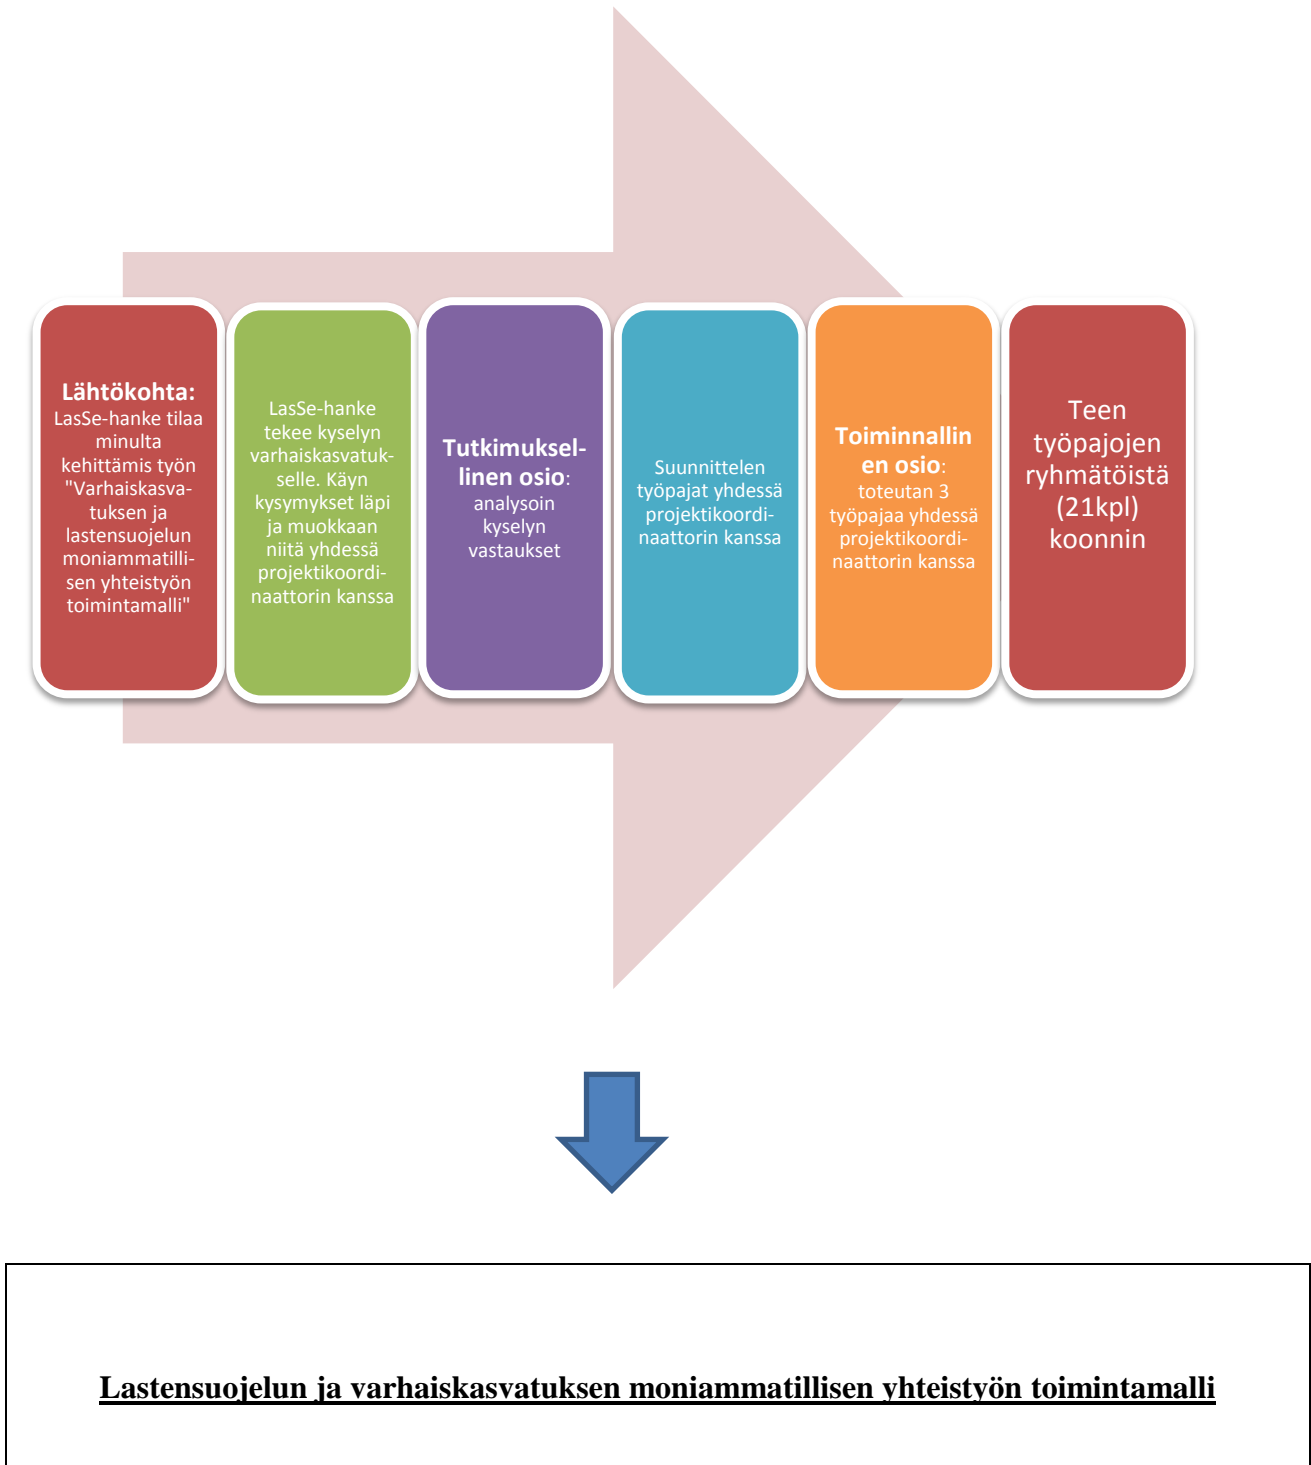 Lähtökohta:
LasSe-hanke tilaa
minulta
kehittämis työn
"Varhaiskasva-
tuksen ja
lastensuojelun
moniammatilli-
sen yhteistyön
toimintamalli"
LasSe-hanke
tekee kyselyn
varhaiskasvatuk-
selle. Käyn
kysymykset läpi
ja muokkaan
niitä yhdessä
projektikoordi-
naattorin kanssa
Tutkimuksel-
linen osio:
analysoin
kyselyn
vastaukset
Suunnittelen
työpajat yhdessä
projektikoordi-
naattorin kanssa
Toiminnallin
en osio:
toteutan 3
työpajaa yhdessä
projektikoordi-
naattorin kanssa
Teen
työpajojen
ryhmätöistä
(21kpl)
koonnin
Lastensuojelun ja varhaiskasvatuksen moniammatillisen yhteistyön toimintamalli